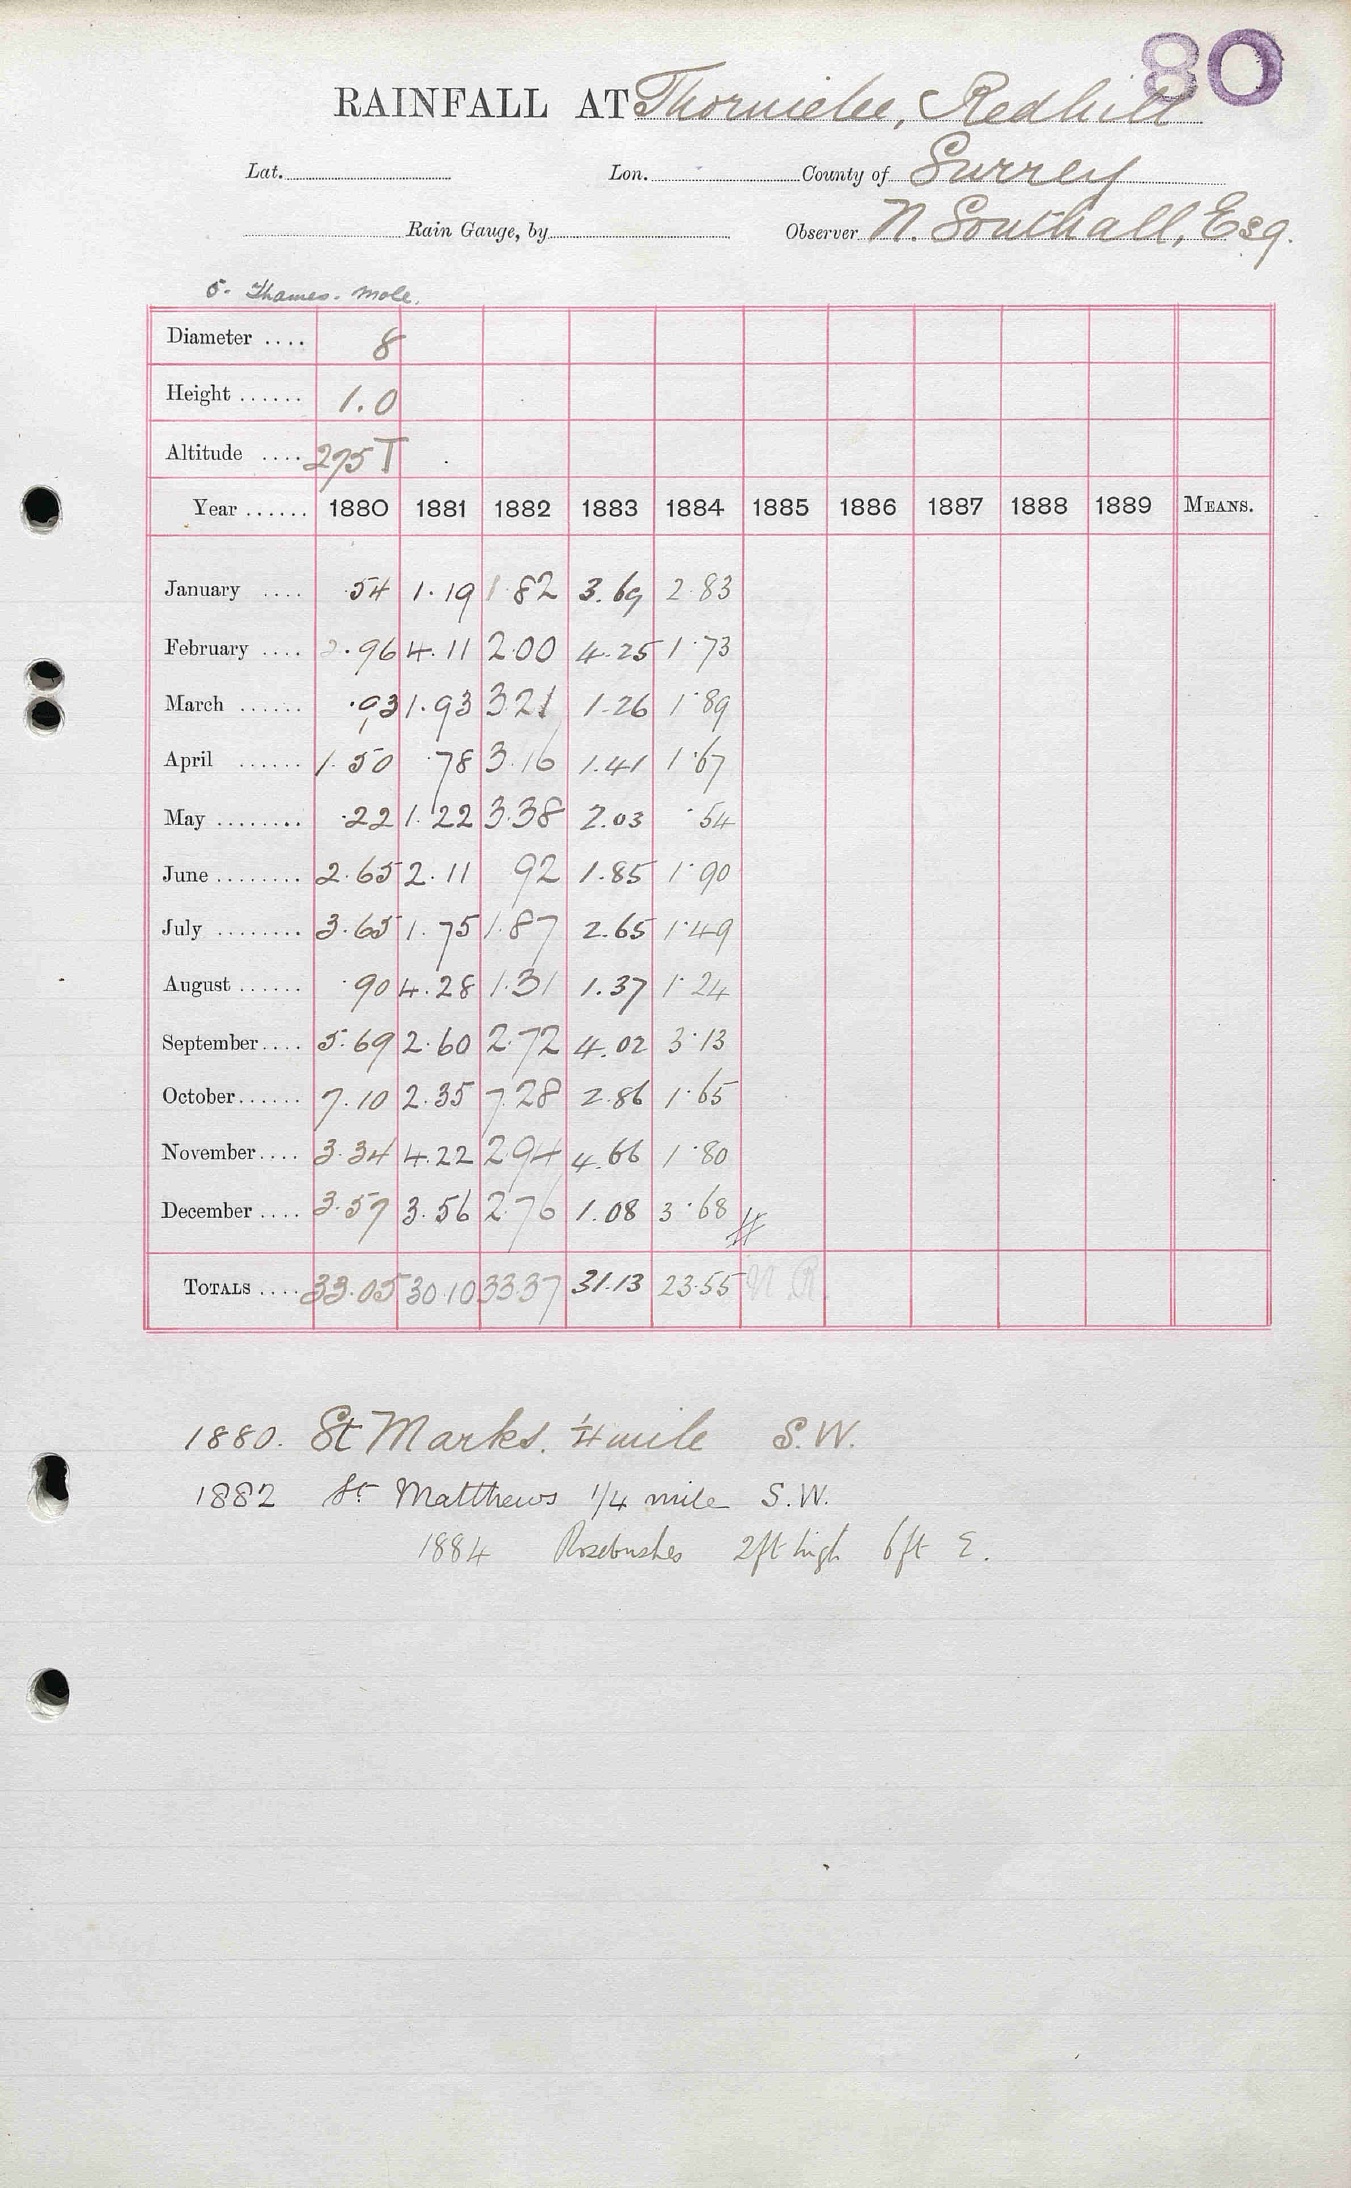 80
RAINFALL AT Thornielee, Redhill
Lat. Lon. County of Surrey
Rain Gauge, by Observer N. Southall, Esq.
5. Thames. Mole.
Diameter .... 8
Height ...... 1.0
Altitude .... 275 T
Year ...... 1880 1881 1882 1883 1884 1885 1886 1887 1888 1889 MEANS.
January .... .54 1.19 1.82 3.69 2.83
February .... 2.96 4.11 2.00 4.25 1.73
March ...... .93 1.93 3.21 1.26 1.89
April ...... 1.50 .78 3.16 1.41 1.67
May ........ .22 1.22 3.38 2.03 .54
June ........ 2.65 2.11 92 1.85 1.90
July ........ 3.65 1.75 1.87 2.65 1.49
August ...... .90 4.28 1.31 1.37 1.24
September.... 5.69 2.60 2.72 4.02 3.13
October...... 7.10 2.35 7.28 2.86 1.65
November.... 3.34 4.22 2.94 4.66 1.80
December .... 3.57 3.56 2.76 1.08 3.68 #
TOTALS .... 33.05 30.10 33.37 31.13 23.55 N.R.
1880. St Marks. 1/4 mile S.W.
1882 St Matthews 1/4 mile S.W.
1884 Rosebushes 2ft high 6ft E.